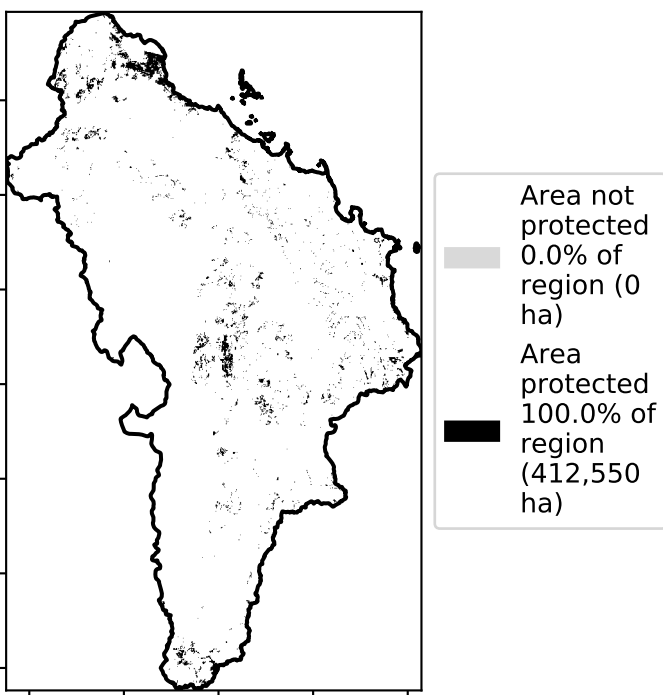 Area not
protected
0.0% of
region (0
ha)
Area
protected
100.0% of
region
(412,550
ha)